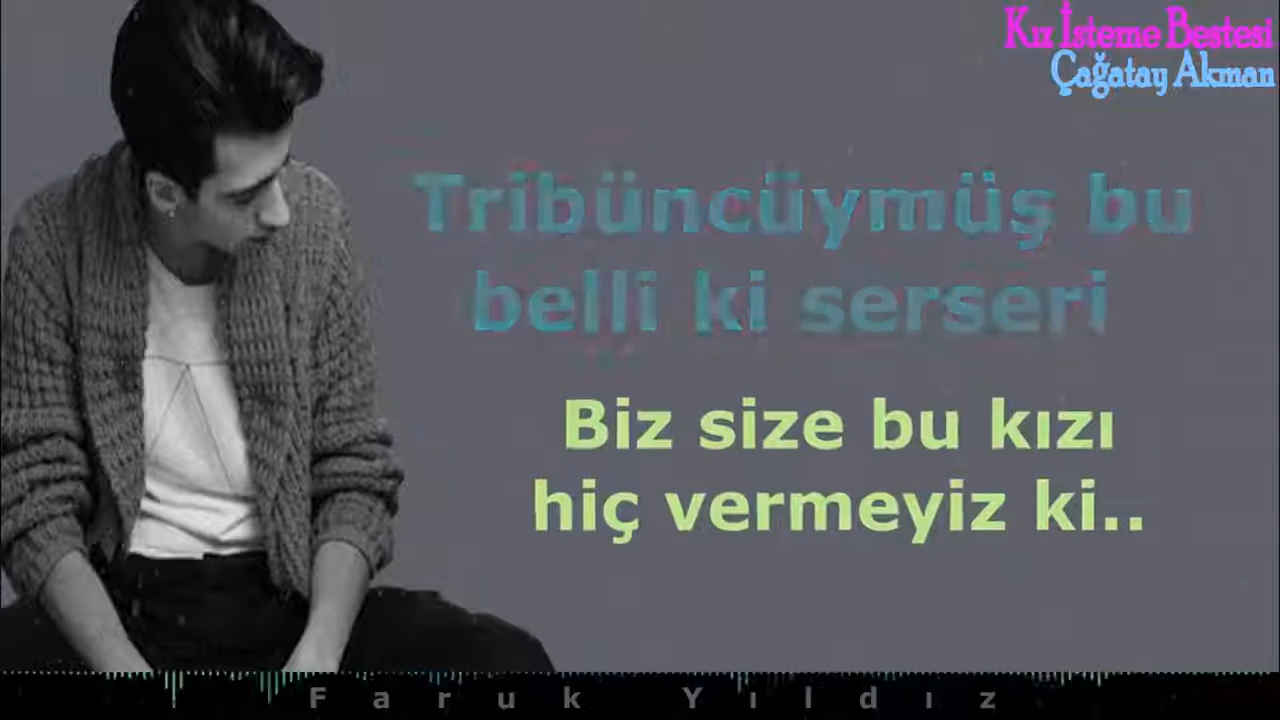 Kız İsteme Bestesi
Çağatay Akman
Tribüncüymüş bu
belli ki serseri
Biz size bu kızı
hiç vermeyiz ki..
Faruk Yıldız